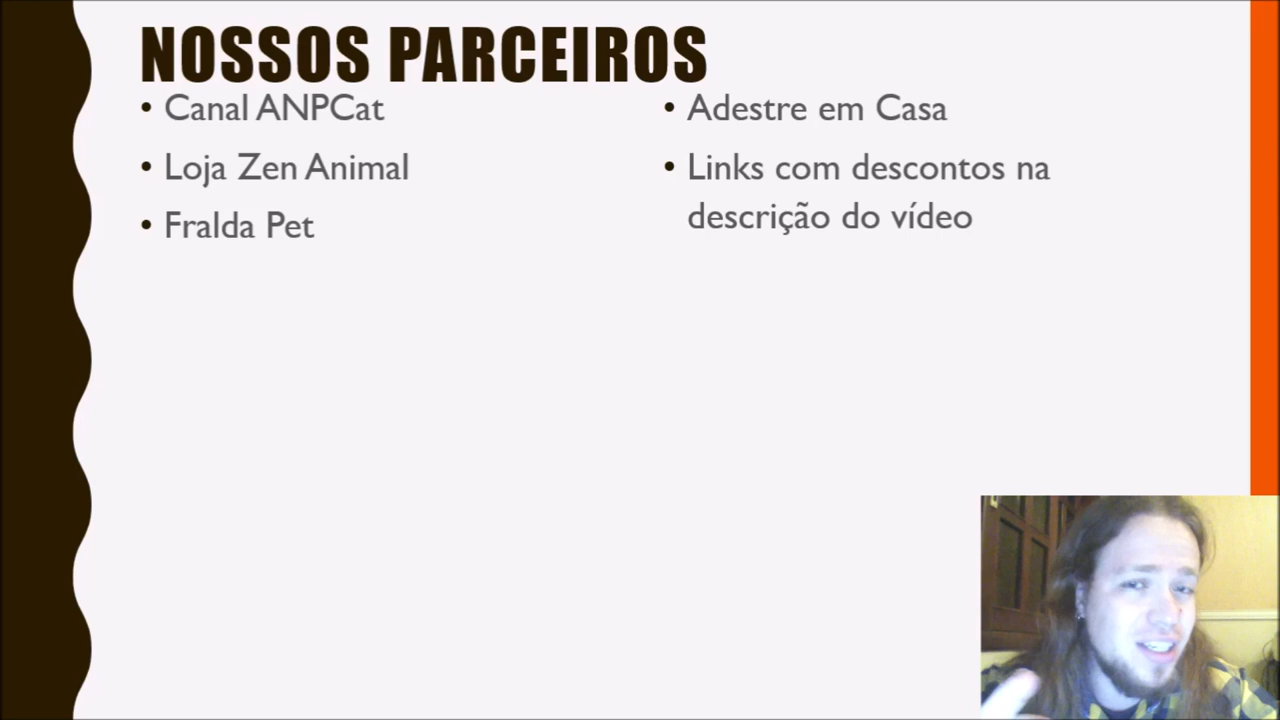 NOSSOS PARCEIROS
• Canal ANPCat
• Loja Zen Animal
• Fralda Pet
• Adestre em Casa
• Links com descontos na
descrição do vídeo